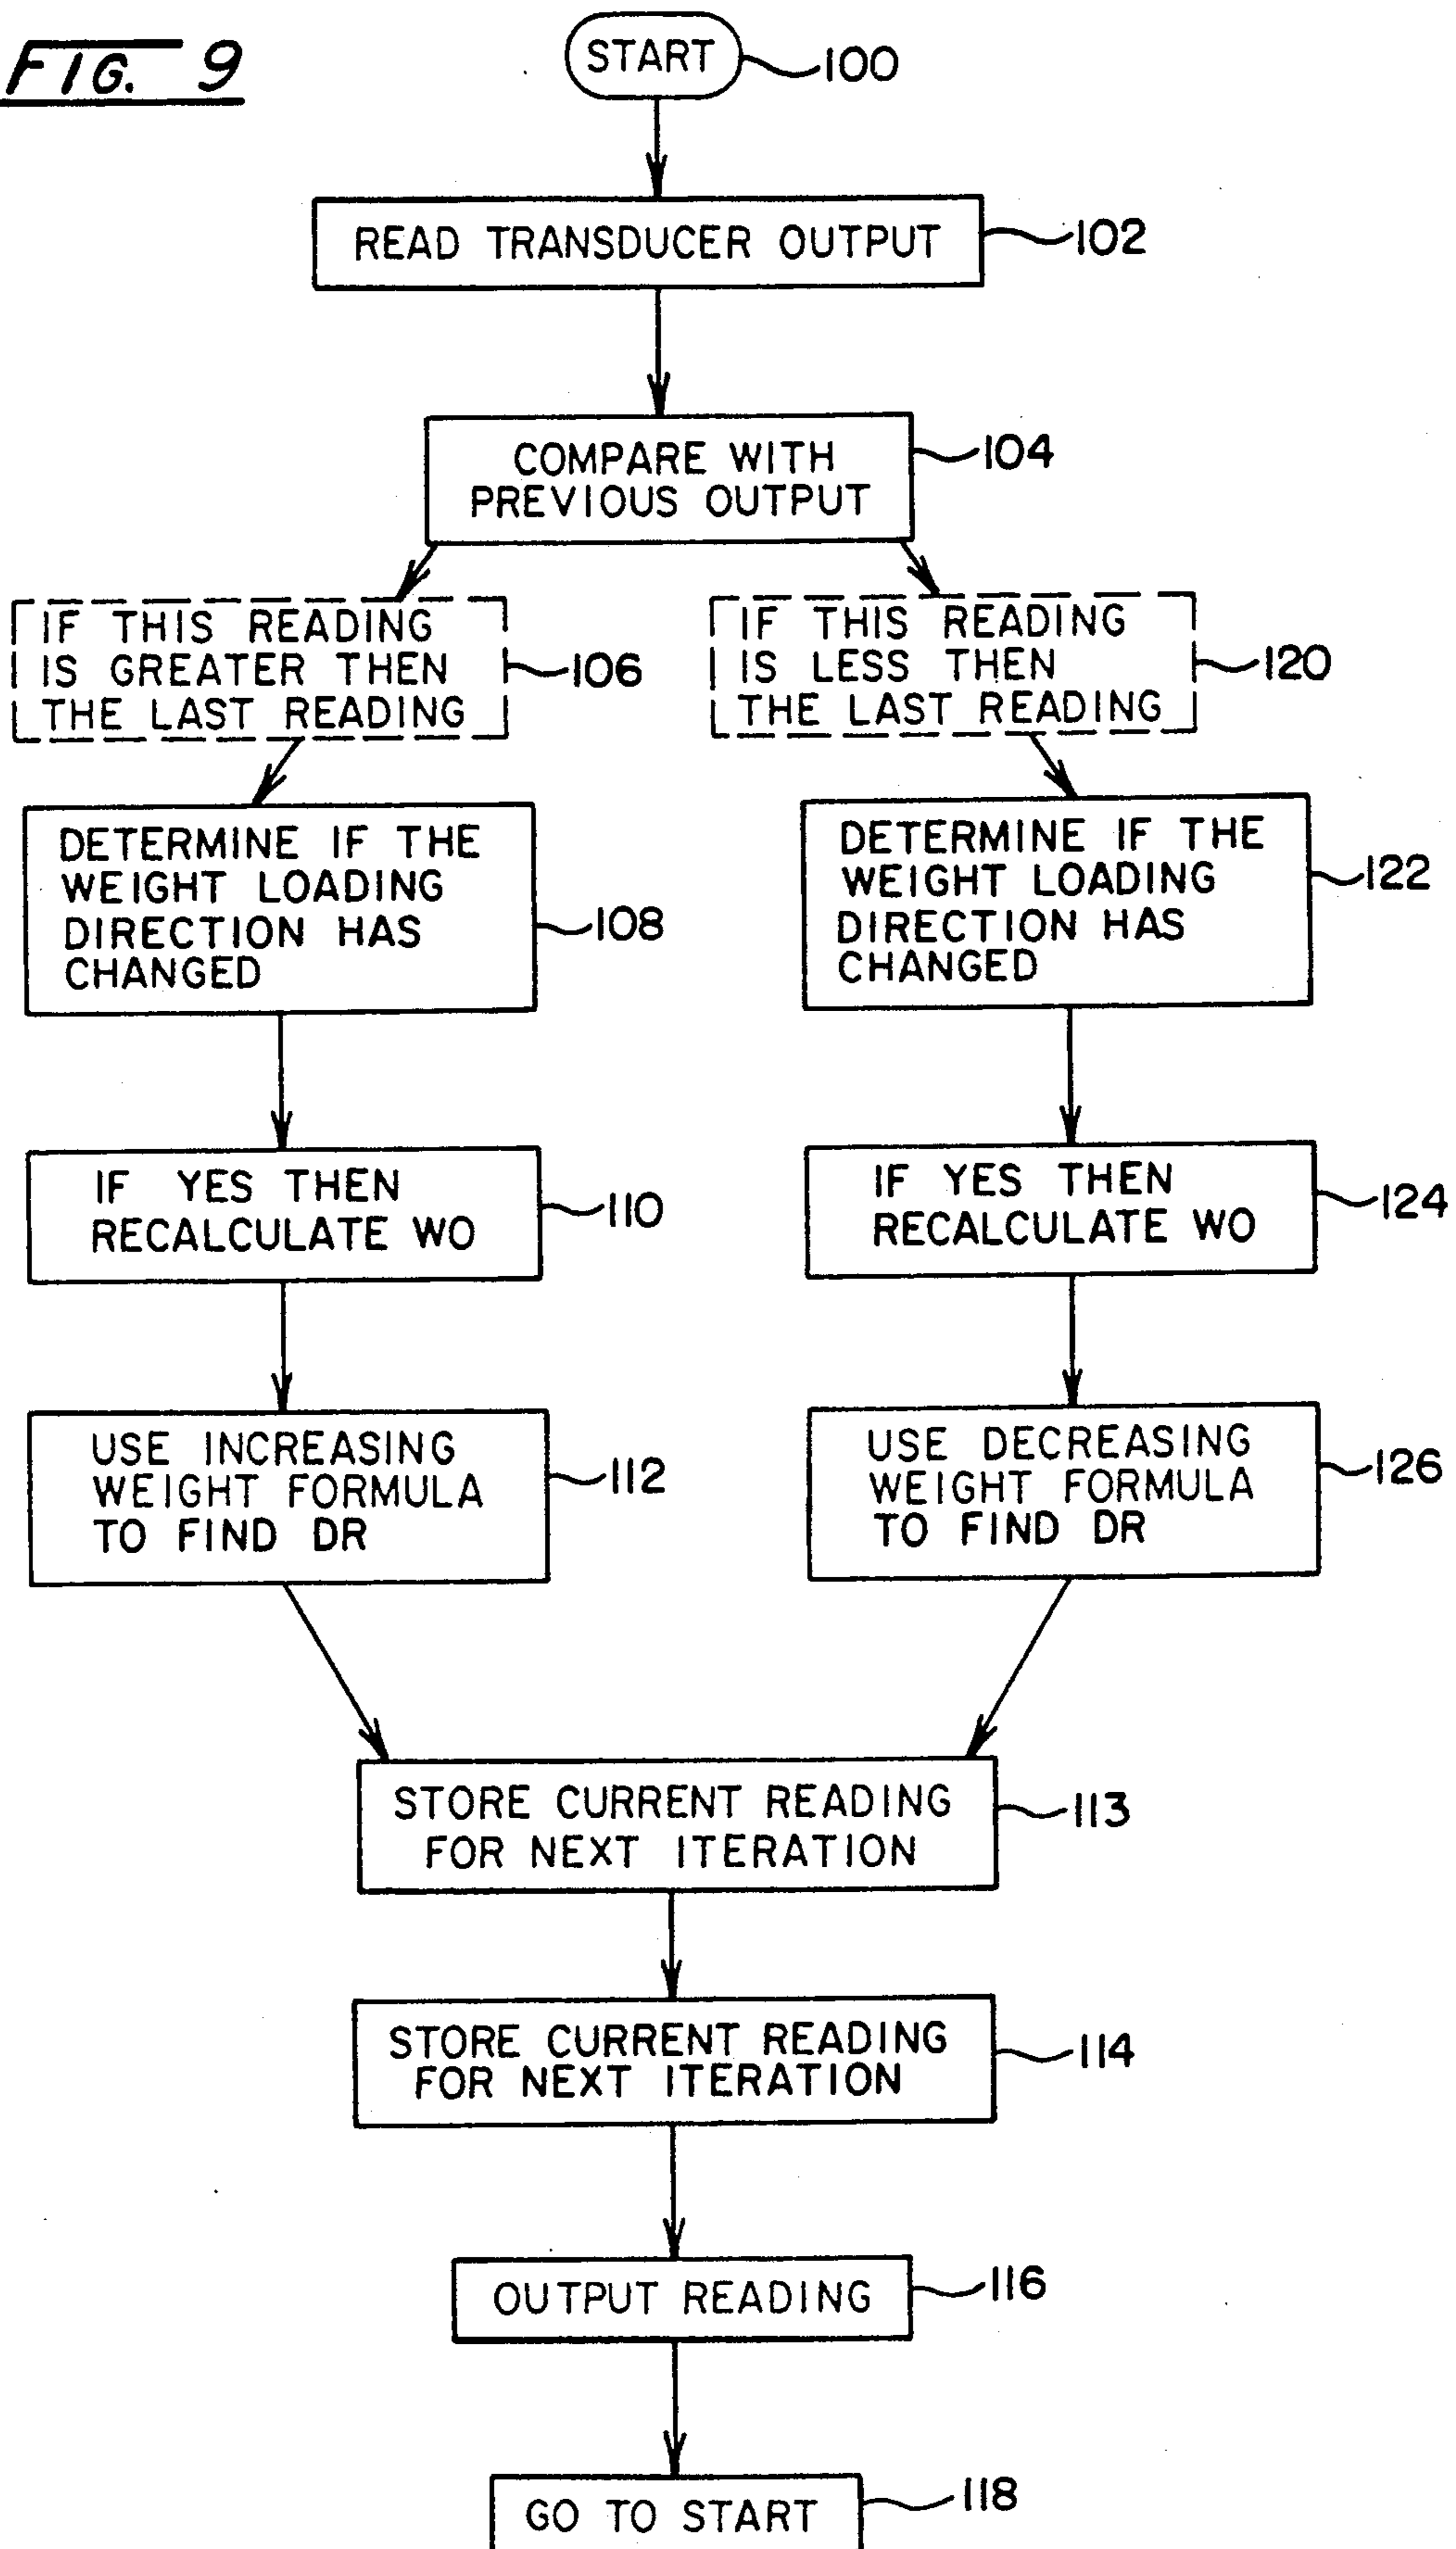 FIG. 9
START
100
READ TRANSDUCER OUTPUT
102
COMPARE WITH
PREVIOUS OUTPUT
104
IF THIS READING
IS GREATER THEN
THE LAST READING
106
IF THIS READING
IS LESS THEN
THE LAST READING
120
DETERMINE IF THE
WEIGHT LOADING
DIRECTION HAS
CHANGED
108
DETERMINE IF THE
WEIGHT LOADING
DIRECTION HAS
CHANGED
122
IF YES THEN
RECALCULATE WO
110
IF YES THEN
RECALCULATE WO
124
USE INCREASING
WEIGHT FORMULA
TO FIND DR
112
USE DECREASING
WEIGHT FORMULA
TO FIND DR
126
STORE CURRENT READING
FOR NEXT ITERATION
113
STORE CURRENT READING
FOR NEXT ITERATION
114
OUTPUT READING
116
GO TO START
118